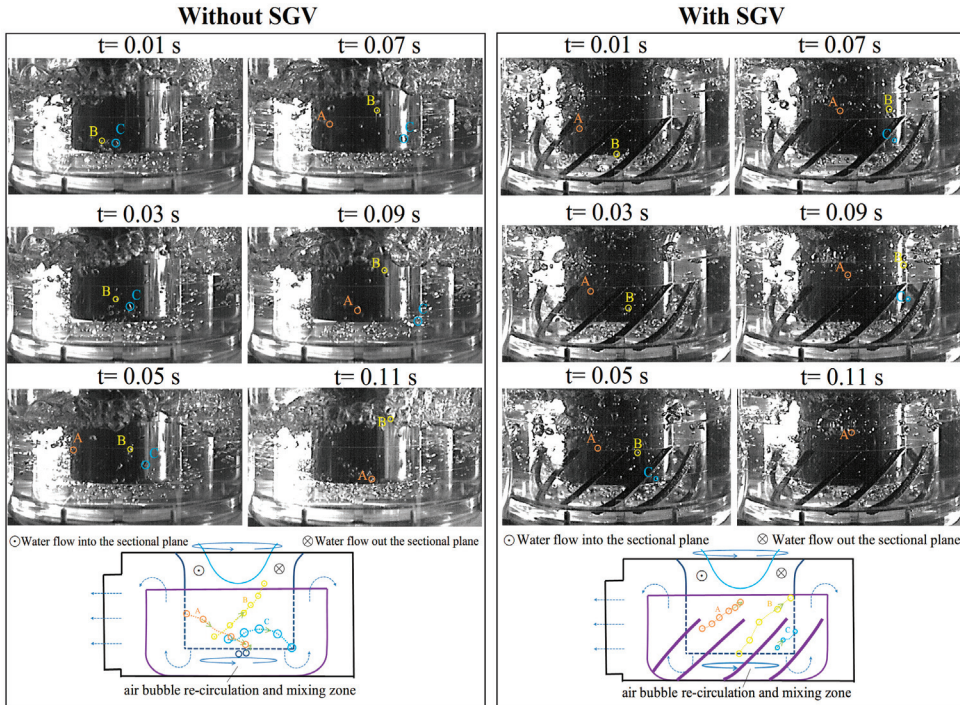 Without SGV
t= 0.01 s
t= 0.07 s
B
C
A
B
C
t= 0.03 s
t= 0.09 s
B
C
B
A
C
t= 0.05 s
t= 0.11 s
A
B
C
B
A
⊙Water flow into the sectional plane
⊗Water flow out the sectional plane
A
B
C
air bubble re-circulation and mixing zone
With SGV
t= 0.01 s
t= 0.07 s
A
B
A
B
C
t= 0.03 s
t= 0.09 s
A
B
A
B
C
t= 0.05 s
t= 0.11 s
A
B
C
A
⊙Water flow into the sectional plane
⊗Water flow out the sectional plane
A
B
C
air bubble re-circulation and mixing zone